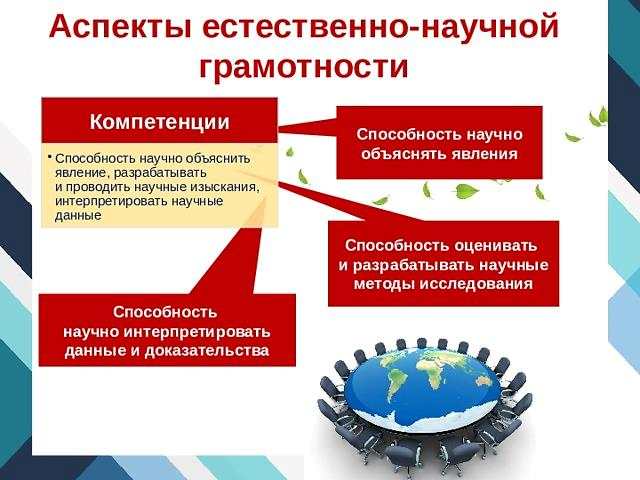 Аспекты естественно-научной
грамотности
Компетенции
• Способность научно объяснить
явление, разрабатывать
и проводить научные изыскания,
интерпретировать научные
данные
Способность научно
объяснять явления
Способность оценивать
и разрабатывать научные
методы исследования
Способность
научно интерпретировать
данные и доказательства